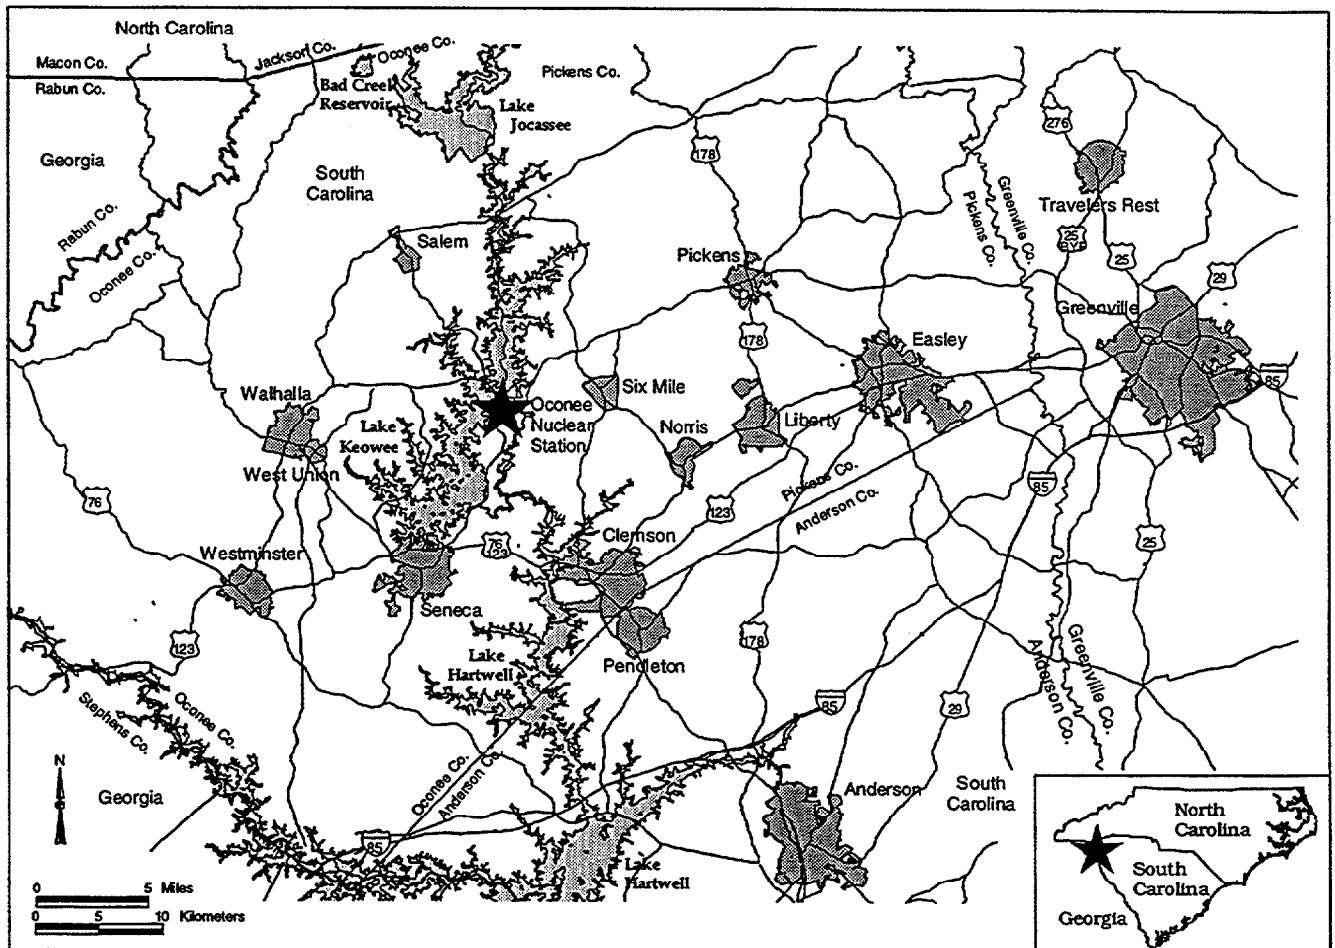 North Carolina
Macon Co.
Jackson Co.
Oconee Co.
Rabun Co.
Bad Creek
Reservoir
Pickens Co.
Lake
Jocassee
276
178
Georgia
South
Carolina
Travelers Rest
Greenville Co.
Pickens Co.
Rabun Co.
Oconee Co.
Salem
25
BYP
25
29
Pickens
Greenville
178
Easley
85
Walhalla
Six Mile
Oconee
Nuclear
Station
Lake
Keowee
Norris
Liberty
West Union
76
Pickens Co.
Anderson Co.
85
123
Westminster
76
123
Clemson
25
Seneca
123
178
Pendleton
Lake
Hartwell
Greenville Co.
Anderson Co.
Oconee Co.
Stephens Co.
85
29
N
Georgia
Oconee Co.
Anderson Co.
Anderson
South
Carolina
85
Lake
Hartwell
0 5 Miles
0 5 10 Kilometers
North
Carolina
South
Carolina
Georgia